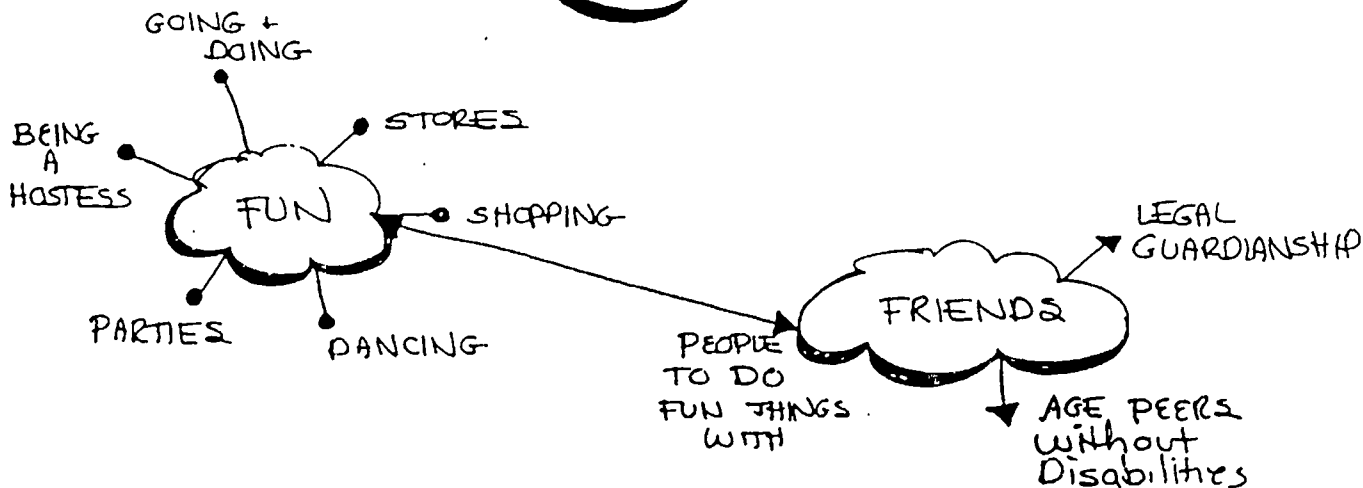 GOING +
DOING
BEING
A
HOSTESS
STORES
FUN
SHOPPING
PARTIES
DANCING
PEOPLE
TO DO
FUN THINGS
WITH
FRIENDS
LEGAL
GUARDIANSHIP
AGE PEERS
without
Disabilities